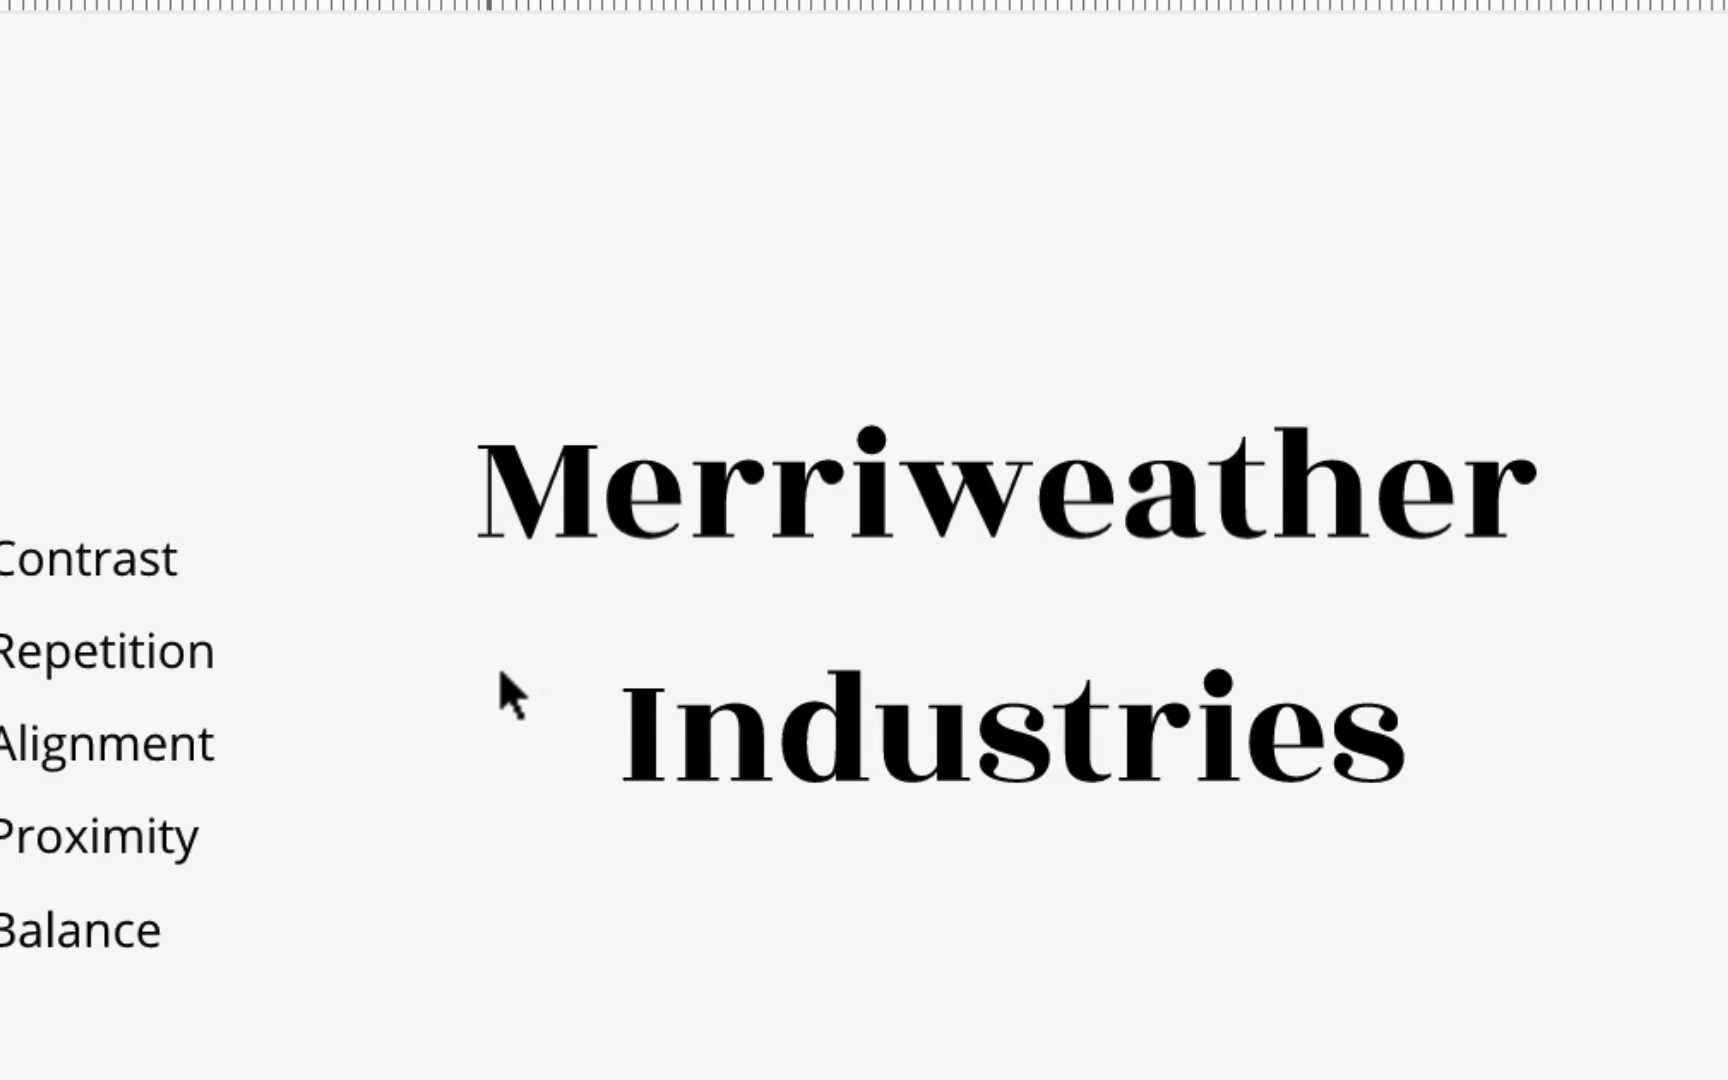 Contrast
Repetition
Alignment
Proximity
Balance
Merriweather
Industries